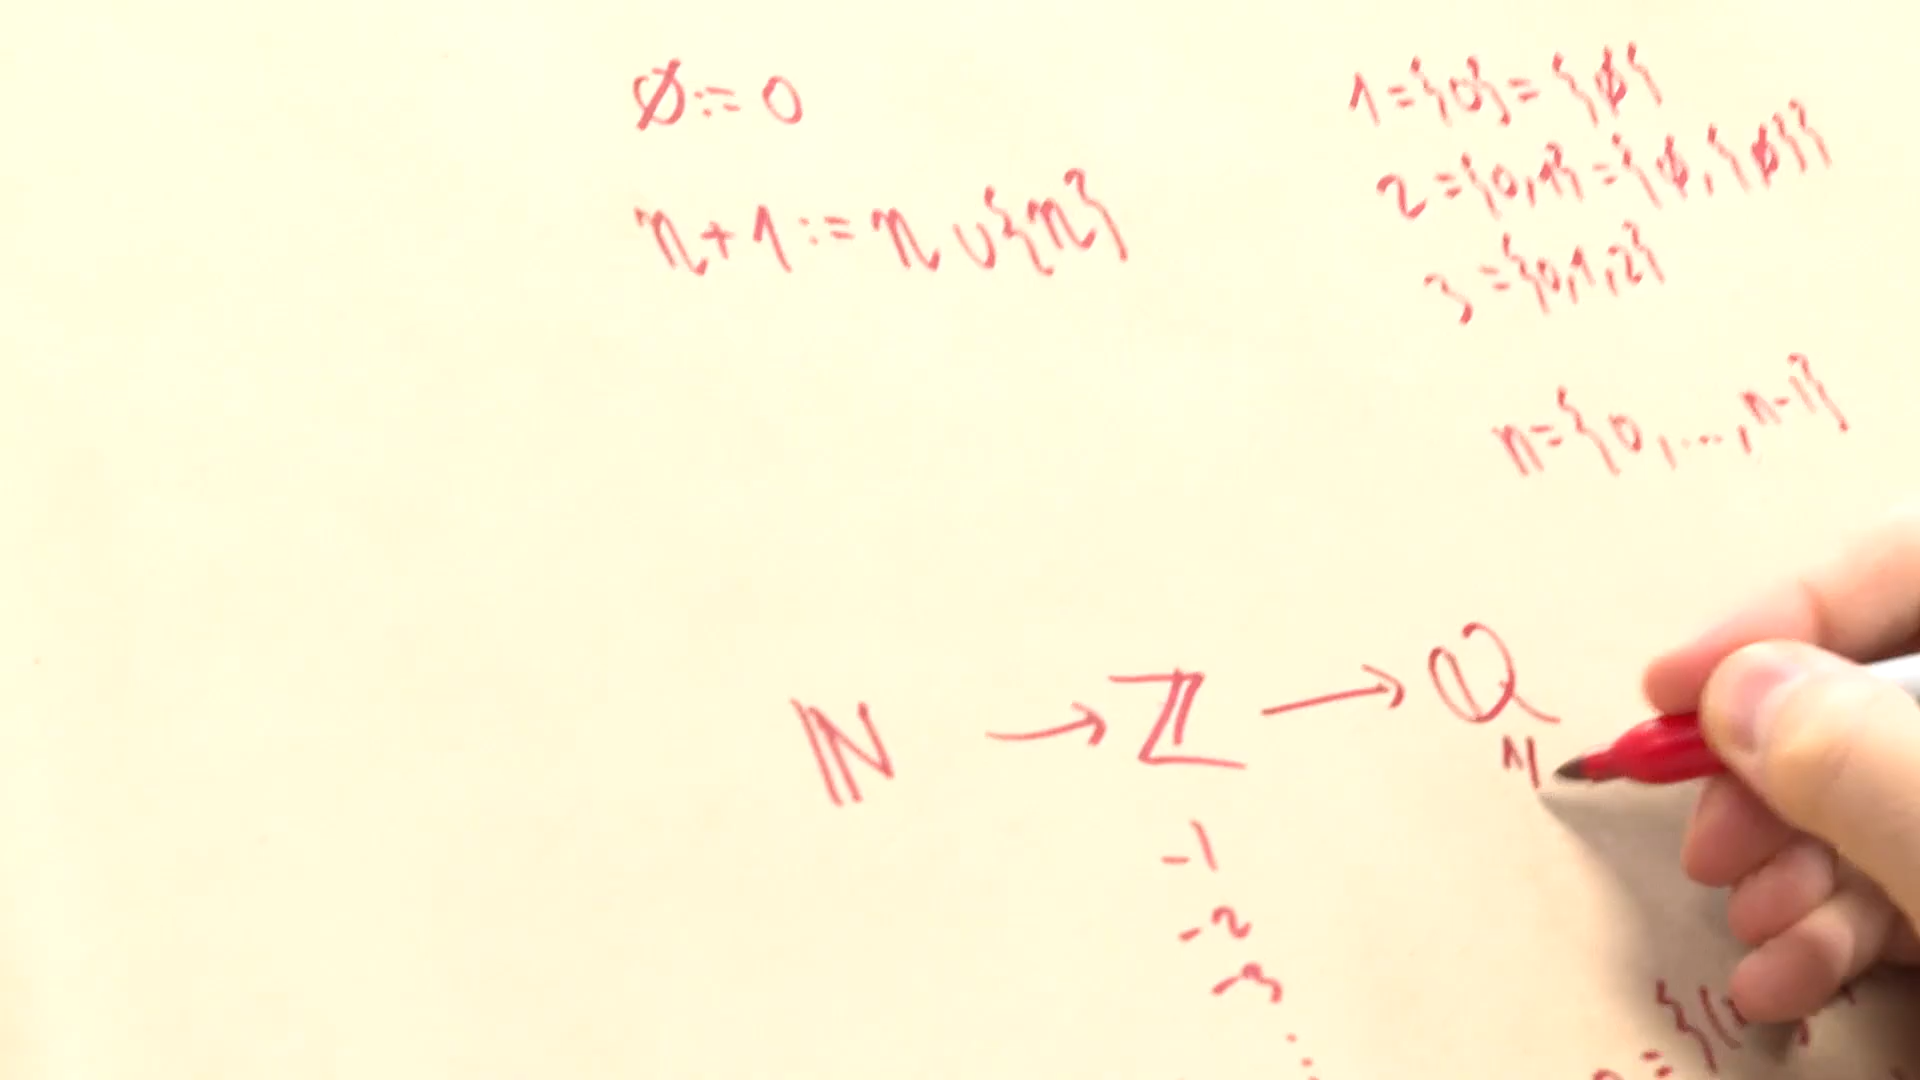 ∅:=0
n+1:=n∪{n}
1={0}={∅}
2={0,1}={∅,{∅}}
3={0,1,2}
n={0,...,n-1}
ℕ → ℤ → ℚ
-1
-2
-3
⋮